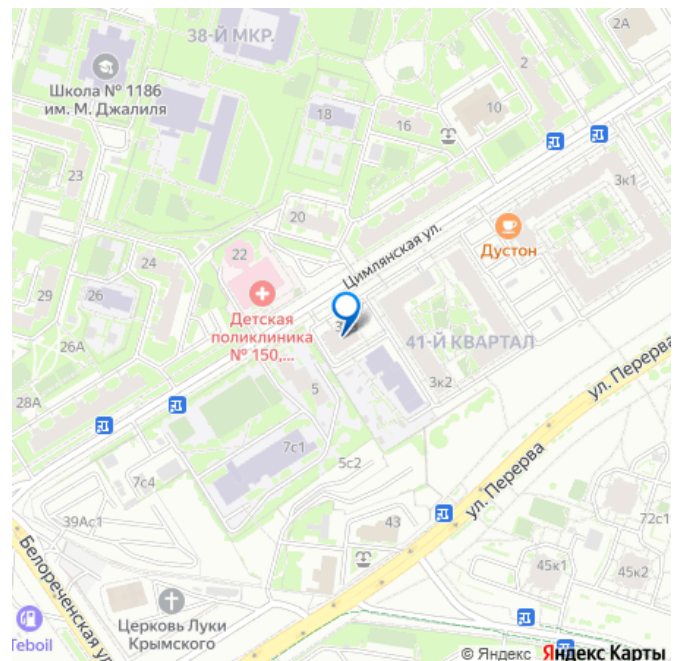 38-Й МКР.
2А
Школа № 1186
им. М. Джалиля
2
10
18
16
23
3к1
20
Цимлянская ул.
Дустон
22
24
29
26
Детская
поликлиника
№ 150,...
41-Й КВАРТАЛ
26А
ул. Перерва
5
3к2
28А
7с1
ул. Перерва
5с2
7с4
72с1
39Ас1
43
45к1
45к2
Белореченская ул.
Церковь Луки
Крымского
Teboil
© Яндекс Яндекс Карты